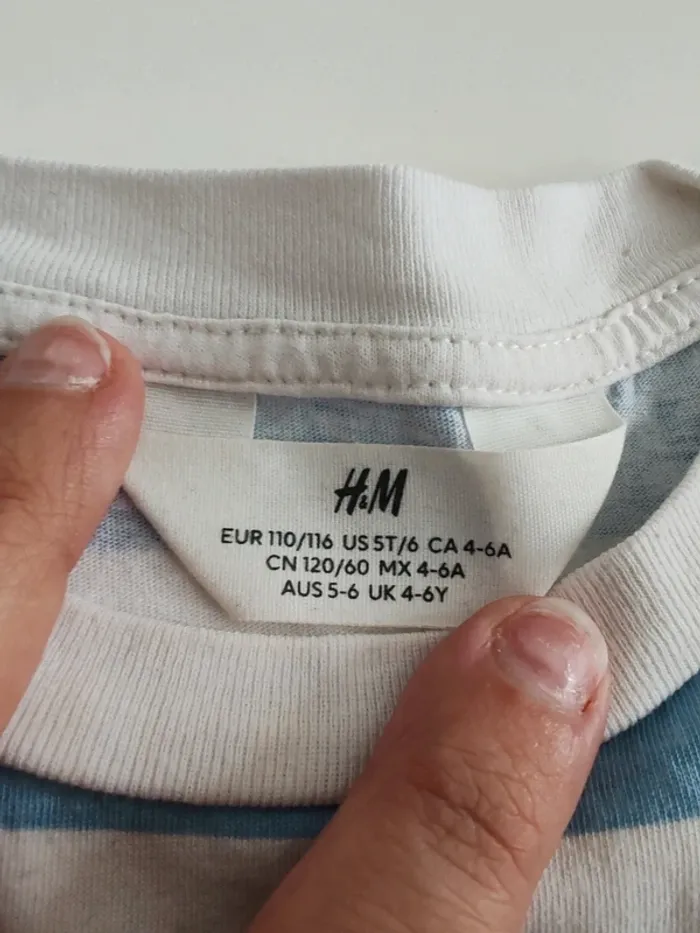 H&M
EUR 110/116 US 5T/6 CA 4-6A
CN 120/60 MX 4-6A
AUS 5-6 UK 4-6Y